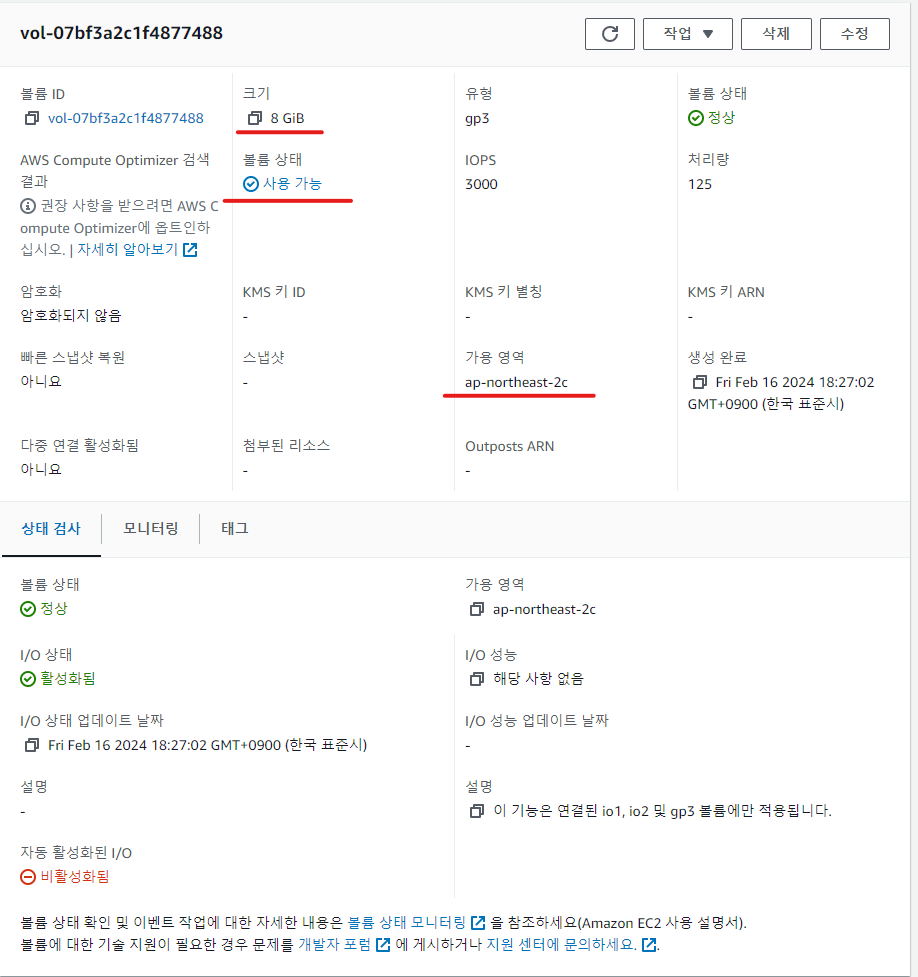 vol-07bf3a2c1f4877488
작업 ▼
삭제
수정
볼륨 ID
vol-07bf3a2c1f4877488
크기
8 GiB
유형
gp3
볼륨 상태
정상
AWS Compute Optimizer 검색
결과
권장 사항을 받으려면 AWS C
ompute Optimizer에 옵트인하
십시오. | 자세히 알아보기
볼륨 상태
사용 가능
IOPS
3000
처리량
125
암호화
암호화되지 않음
KMS 키 ID
-
KMS 키 별칭
-
KMS 키 ARN
-
빠른 스냅샷 복원
아니요
스냅샷
-
가용 영역
ap-northeast-2c
생성 완료
Fri Feb 16 2024 18:27:02
GMT+0900 (한국 표준시)
다중 연결 활성화됨
아니요
첨부된 리소스
-
Outposts ARN
-
상태 검사
모니터링
태그
볼륨 상태
정상
가용 영역
ap-northeast-2c
I/O 상태
활성화됨
I/O 성능
해당 사항 없음
I/O 상태 업데이트 날짜
Fri Feb 16 2024 18:27:02 GMT+0900 (한국 표준시)
I/O 성능 업데이트 날짜
-
설명
-
설명
이 기능은 연결된 io1, io2 및 gp3 볼륨에만 적용됩니다.
자동 활성화된 I/O
비활성화됨
볼륨 상태 확인 및 이벤트 작업에 대한 자세한 내용은 볼륨 상태 모니터링 을 참조하세요(Amazon EC2 사용 설명서).
볼륨에 대한 기술 지원이 필요한 경우 문제를 개발자 포럼 에 게시하거나 지원 센터에 문의하세요. .